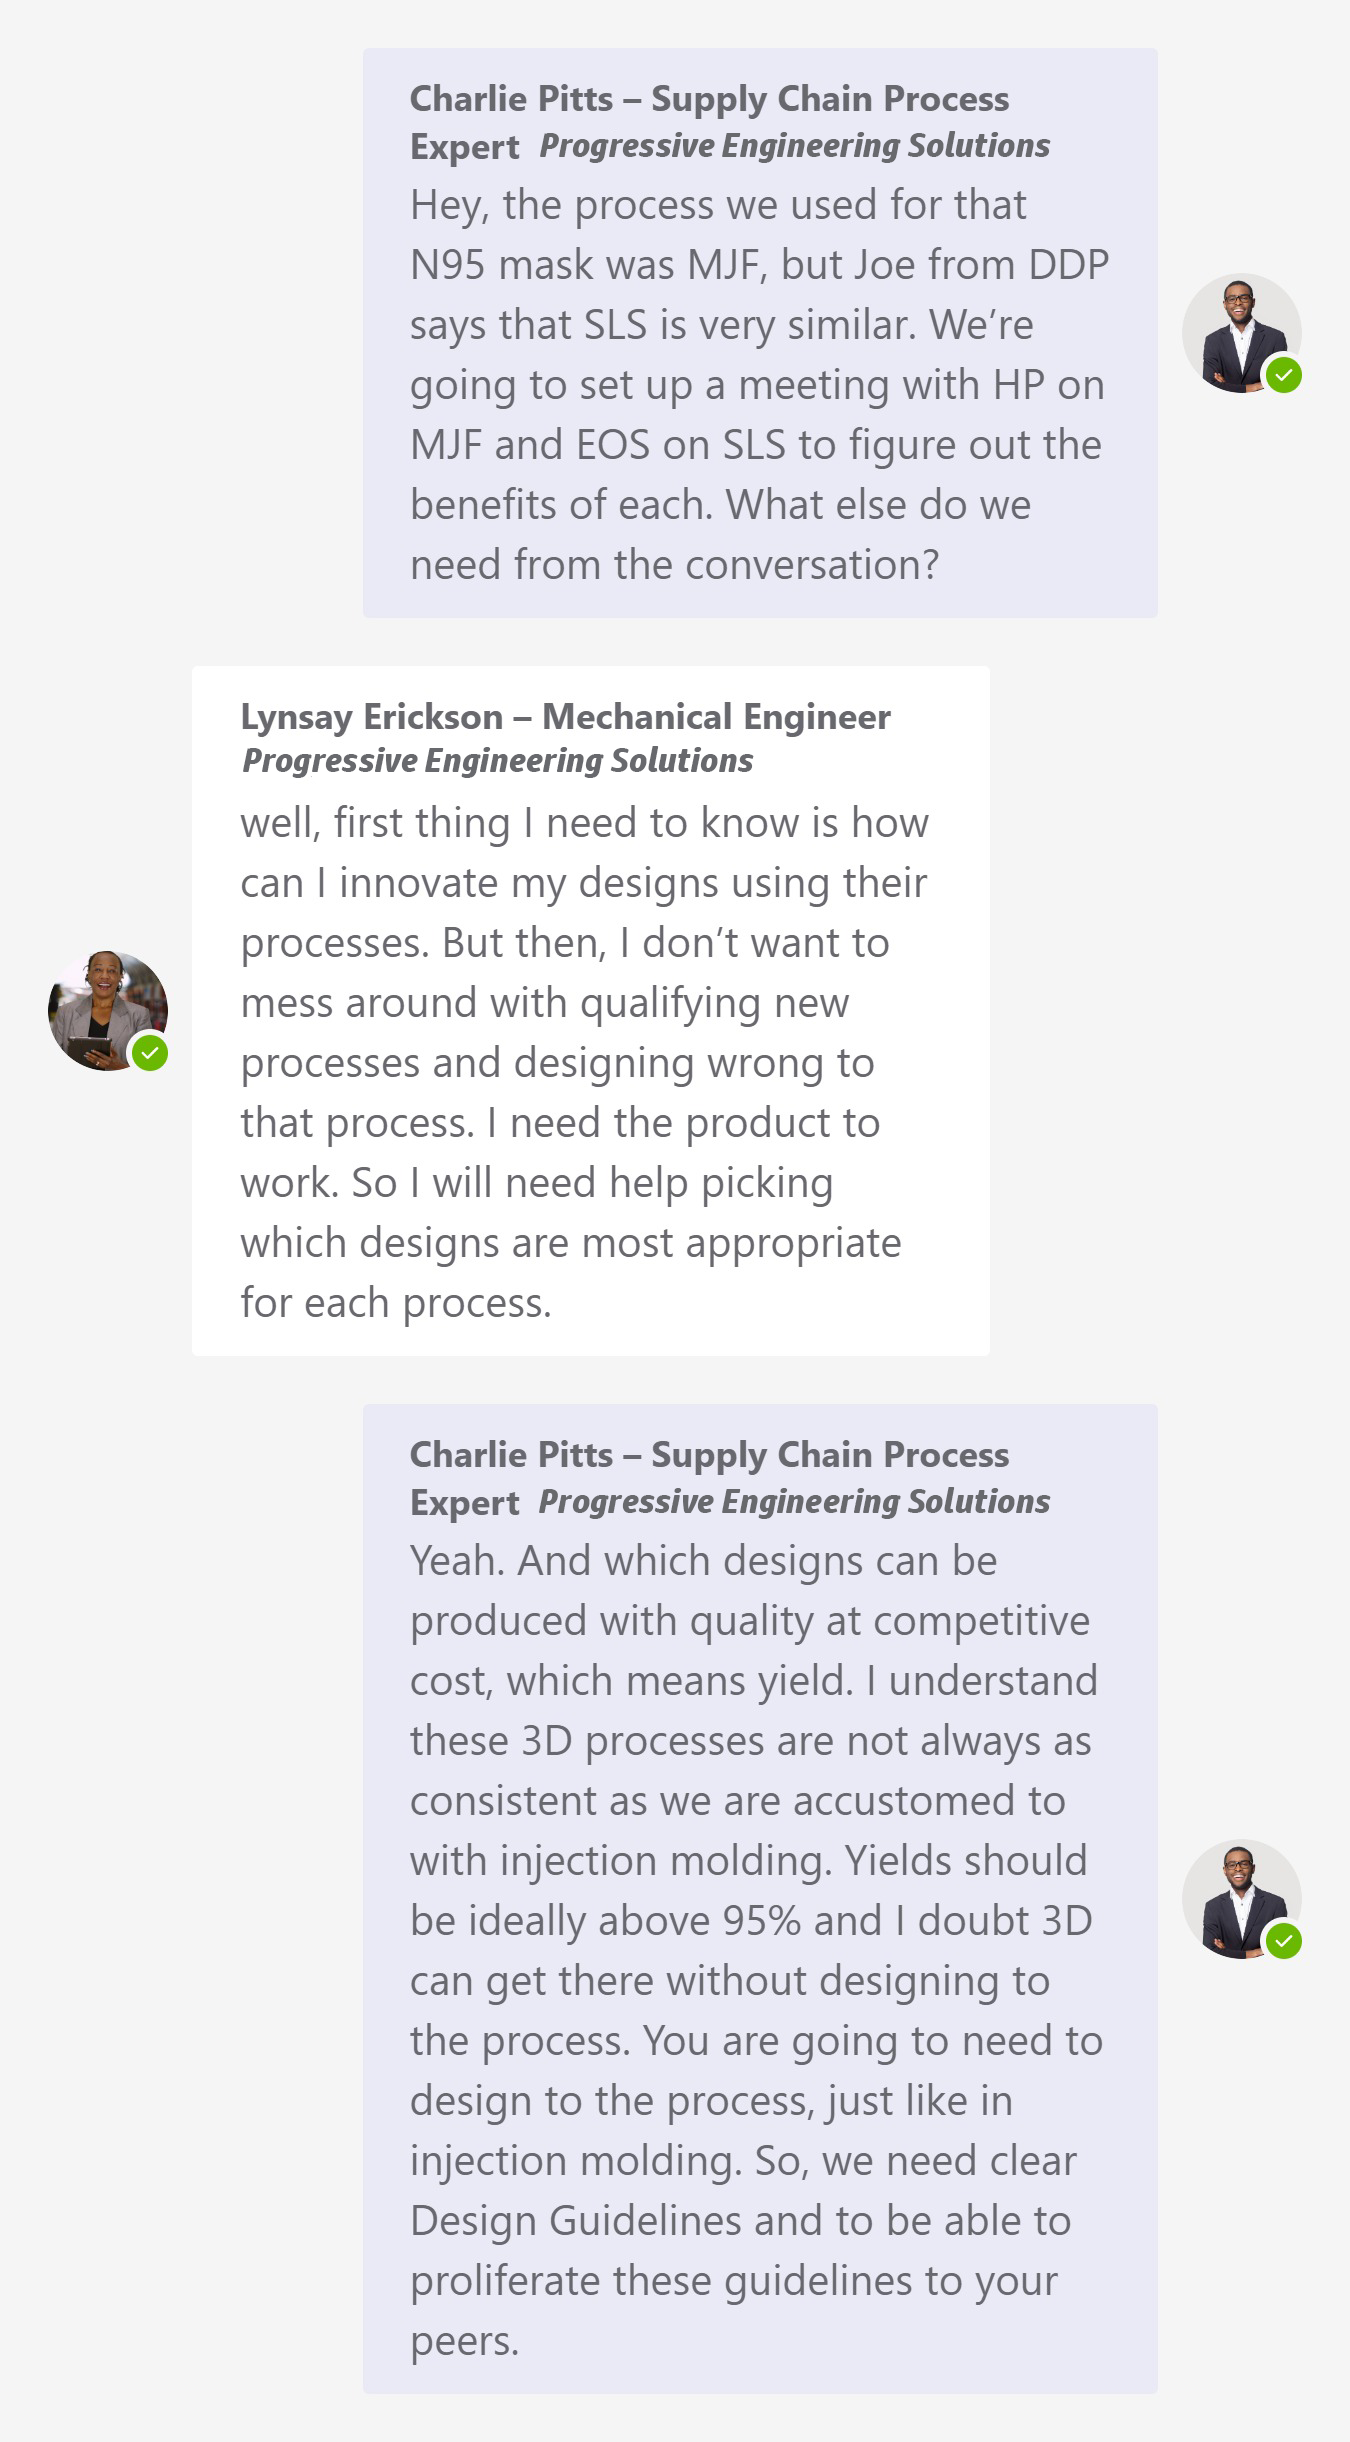 Charlie Pitts – Supply Chain Process
Expert Progressive Engineering Solutions
Hey, the process we used for that
N95 mask was MJF, but Joe from DDP
says that SLS is very similar. We’re
going to set up a meeting with HP on
MJF and EOS on SLS to figure out the
benefits of each. What else do we
need from the conversation?
Lynsay Erickson – Mechanical Engineer
Progressive Engineering Solutions
well, first thing I need to know is how
can I innovate my designs using their
processes. But then, I don’t want to
mess around with qualifying new
processes and designing wrong to
that process. I need the product to
work. So I will need help picking
which designs are most appropriate
for each process.
Charlie Pitts – Supply Chain Process
Expert Progressive Engineering Solutions
Yeah. And which designs can be
produced with quality at competitive
cost, which means yield. I understand
these 3D processes are not always as
consistent as we are accustomed to
with injection molding. Yields should
be ideally above 95% and I doubt 3D
can get there without designing to
the process. You are going to need to
design to the process, just like in
injection molding. So, we need clear
Design Guidelines and to be able to
proliferate these guidelines to your
peers.